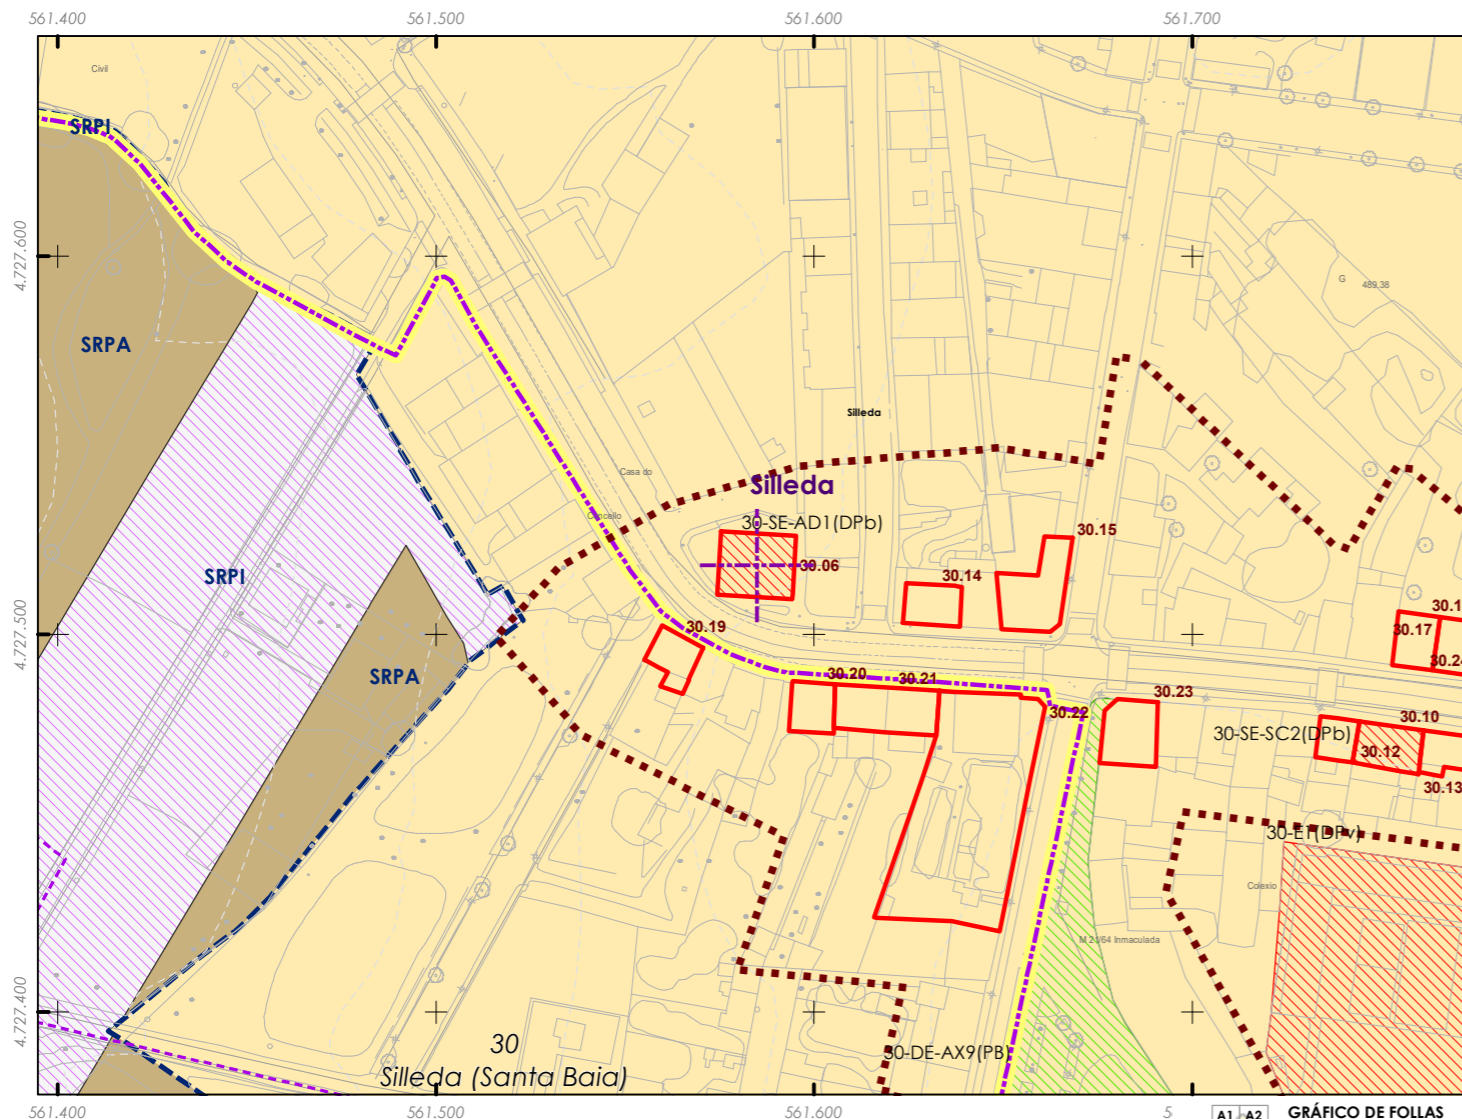 561.400
561.500
561.600
561.700
Civil
SRPI
4.727.600
G
489.38
SRPA
Silleda
Casa do
Silleda
Concello
30-SE-AD1(DPb)
30.15
30.06
30.14
SRPI
4.727.500
30.19
30.17
SRPA
30.20
30.21
30.22
30.23
30.10
30-SE-SC2(DPb)
30.12
30.13
30-E1(DPv)
Colexio
M 21/64 Inmaculada
4.727.400
30
Silleda (Santa Baia)
30-DE-AX9(PB)
561.400
561.500
561.600
5
A1
A2
GRÁFICO DE FOLLAS